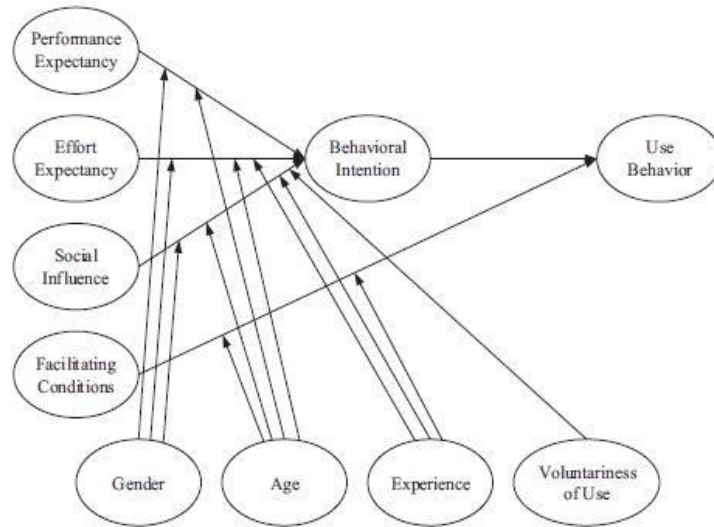 Performance
Expectancy
Effort
Expectancy
Behavioral
Intention
Use
Behavior
Social
Influence
Facilitating
Conditions
Gender
Age
Experience
Voluntariness
of Use